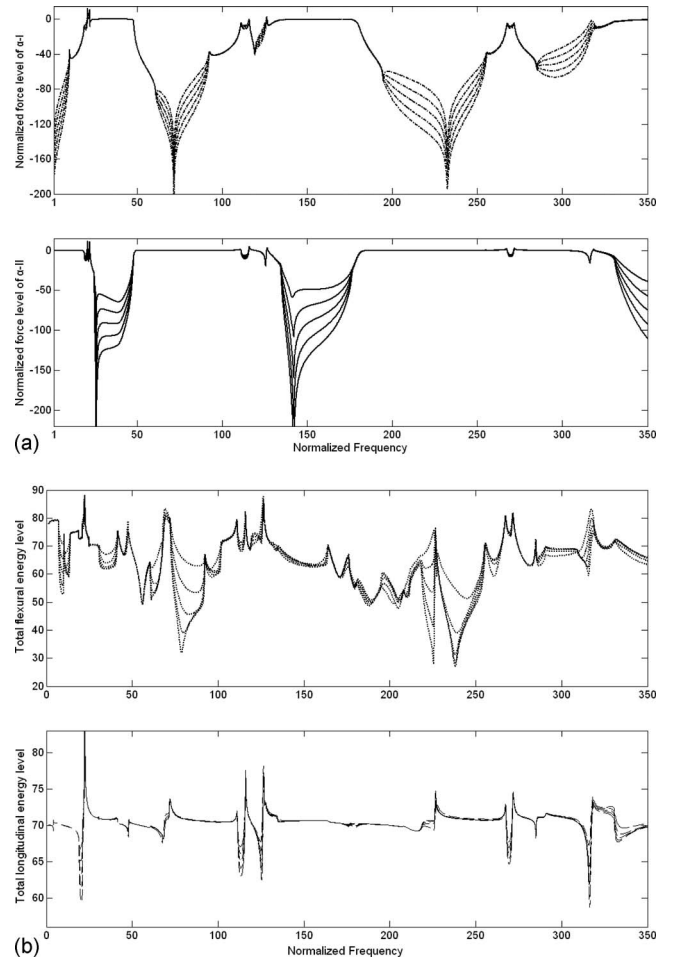 Normalized force level of α-I
0
-40
-80
-120
-160
-200
1 50 100 150 200 250 300 350
Normalized force level of α-II
0
-50
-100
-150
-200
1 50 100 150 200 250 300 350
(a)
Normalized Frequency
Total flexural energy level
90
80
70
60
50
40
30
20
0 50 100 150 200 250 300 350
Total longitudinal energy level
80
75
70
65
60
0 50 100 150 200 250 300 350
(b)
Normalized Frequency